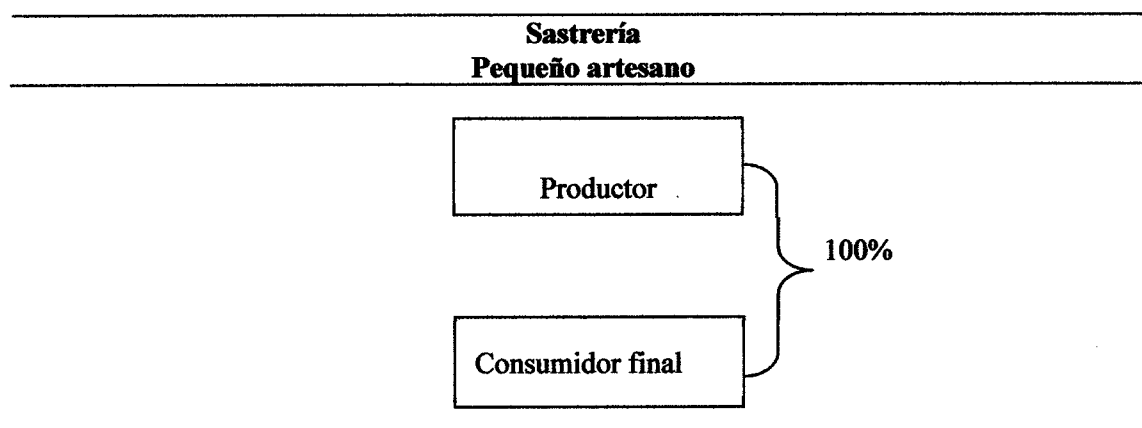 Sastrería
Pequeño artesano
Productor
100%
Consumidor final